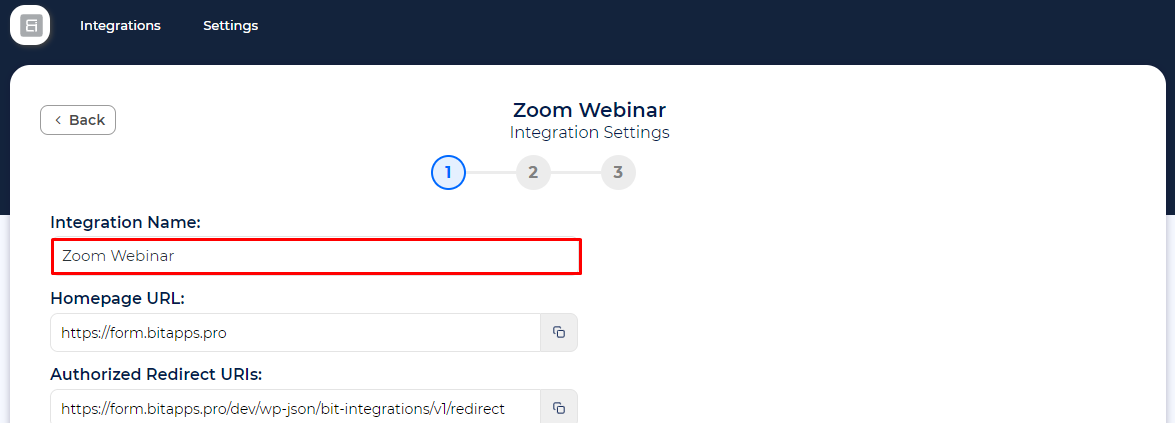 Integrations Settings
Back
Zoom Webinar
Integration Settings
1 2 3
Integration Name:
Zoom Webinar
Homepage URL:
https://form.bitapps.pro
Authorized Redirect URIs:
https://form.bitapps.pro/dev/wp-json/bit-integrations/v1/redirect